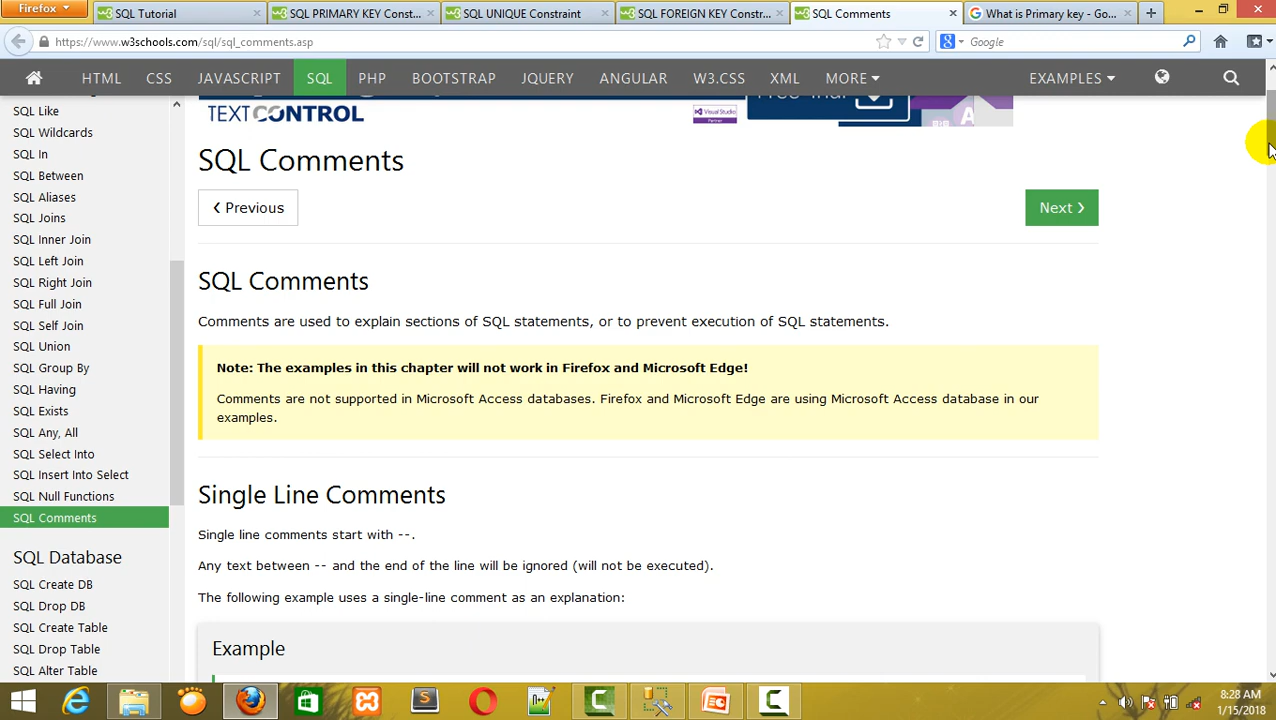 Firefox
SQL Tutorial
SQL PRIMARY KEY Const...
SQL UNIQUE Constraint
SQL FOREIGN KEY Constr...
SQL Comments
What is Primary key - Go...
https://www.w3schools.com/sql/sql_comments.asp
Google
HTML CSS JAVASCRIPT SQL PHP BOOTSTRAP JQUERY ANGULAR W3.CSS XML MORE EXAMPLES
SQL Like
SQL Wildcards
SQL In
SQL Between
SQL Aliases
SQL Joins
SQL Inner Join
SQL Left Join
SQL Right Join
SQL Full Join
SQL Self Join
SQL Union
SQL Group By
SQL Having
SQL Exists
SQL Any, All
SQL Select Into
SQL Insert Into Select
SQL Null Functions
SQL Comments
SQL Database
SQL Create DB
SQL Drop DB
SQL Create Table
SQL Drop Table
SQL Alter Table
TEXT CONTROL
Visual Studio
Partner
Free Trial
SQL Comments
❮ Previous
Next ❯
SQL Comments
Comments are used to explain sections of SQL statements, or to prevent execution of SQL statements.
Note: The examples in this chapter will not work in Firefox and Microsoft Edge!
Comments are not supported in Microsoft Access databases. Firefox and Microsoft Edge are using Microsoft Access database in our
examples.
Single Line Comments
Single line comments start with --.
Any text between -- and the end of the line will be ignored (will not be executed).
The following example uses a single-line comment as an explanation:
Example
8:28 AM
1/15/2018